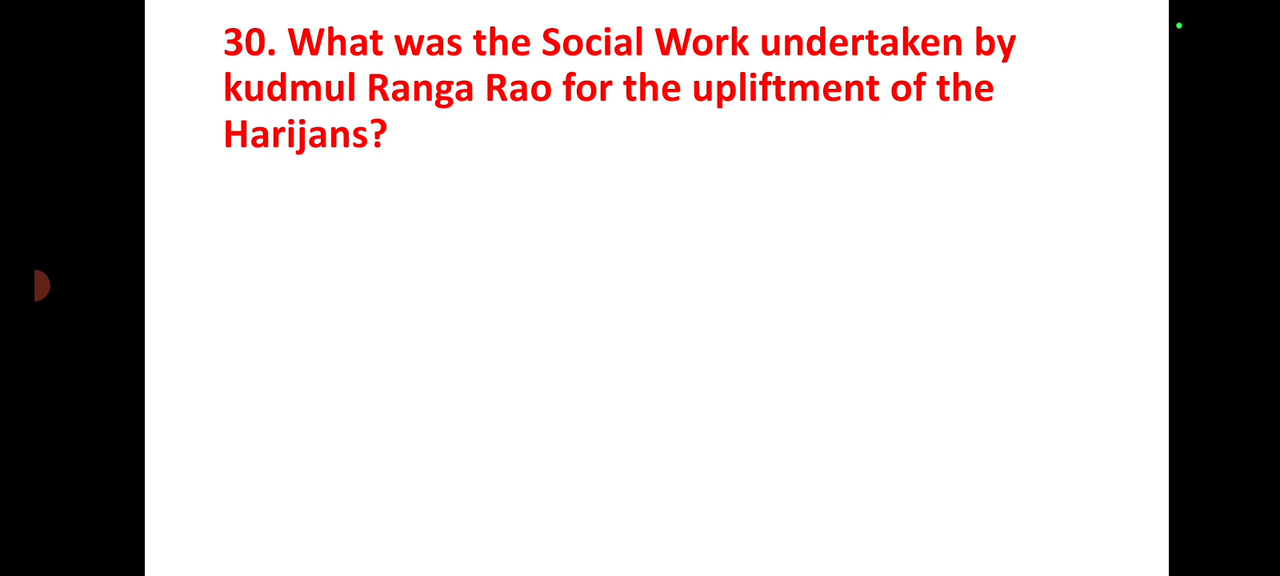 30. What was the Social Work undertaken by
kudmul Ranga Rao for the upliftment of the
Harijans?